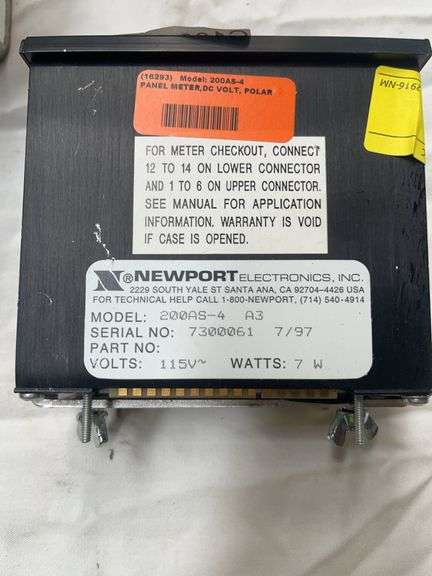 (16293) Model: 200AS-4
PANEL METER,DC VOLT, POLAR
2916-NM
FOR METER CHECKOUT, CONNECT
12 TO 14 ON LOWER CONNECTOR
AND 1 TO 6 ON UPPER CONNECTOR.
SEE MANUAL FOR APPLICATION
INFORMATION. WARRANTY IS VOID
IF CASE IS OPENED.
NEWPORT ELECTRONICS, INC.
2229 SOUTH YALE ST SANTA ANA, CA 92704-4426 USA
FOR TECHNICAL HELP CALL 1-800-NEWPORT, (714) 540-4914
MODEL: 200AS-4 A3
SERIAL NO: 7300061 7/97
PART NO:
VOLTS: 115V~ WATTS: 7 W